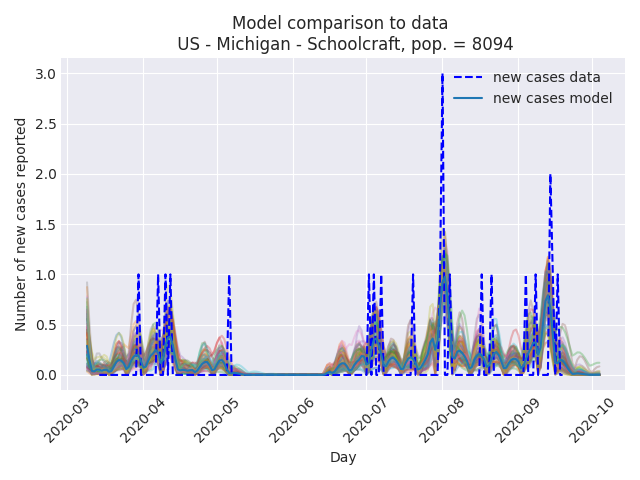 Model comparison to data
US - Michigan - Schoolcraft, pop. = 8094
new cases data
new cases model
Number of new cases reported
3.0
2.5
2.0
1.5
1.0
0.5
0.0
2020-03
2020-04
2020-05
2020-06
2020-07
2020-08
2020-09
2020-10
Day